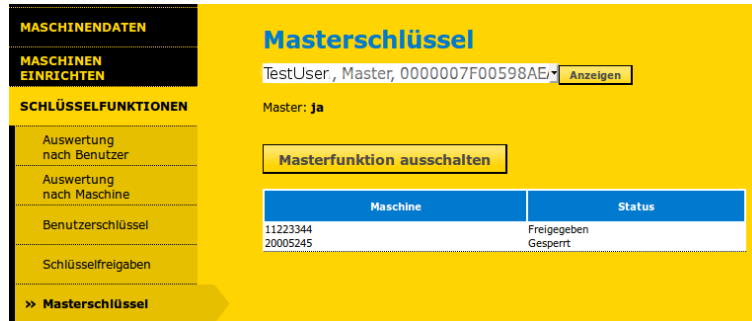 MASCHINENDATEN
MASCHINEN
EINRICHTEN
SCHLÜSSELFUNKTIONEN
Auswertung
nach Benutzer
Auswertung
nach Maschine
Benutzerschlüssel
Schlüsselfreigaben
» Masterschlüssel
Masterschlüssel
TestUser , Master, 0000007F00598AEA Anzeigen
Master: ja
Masterfunktion ausschalten
Maschine Status
11223344 Freigegeben
20005245 Gesperrt